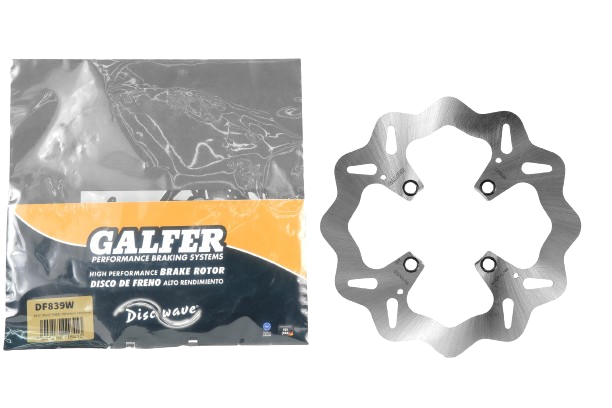 GALFER
PERFORMANCE BRAKING SYSTEMS
HIGH PERFORMANCE BRAKE ROTOR
DISCO DE FRENO ALTO RENDIMIENTO
Disc wave
DF839W